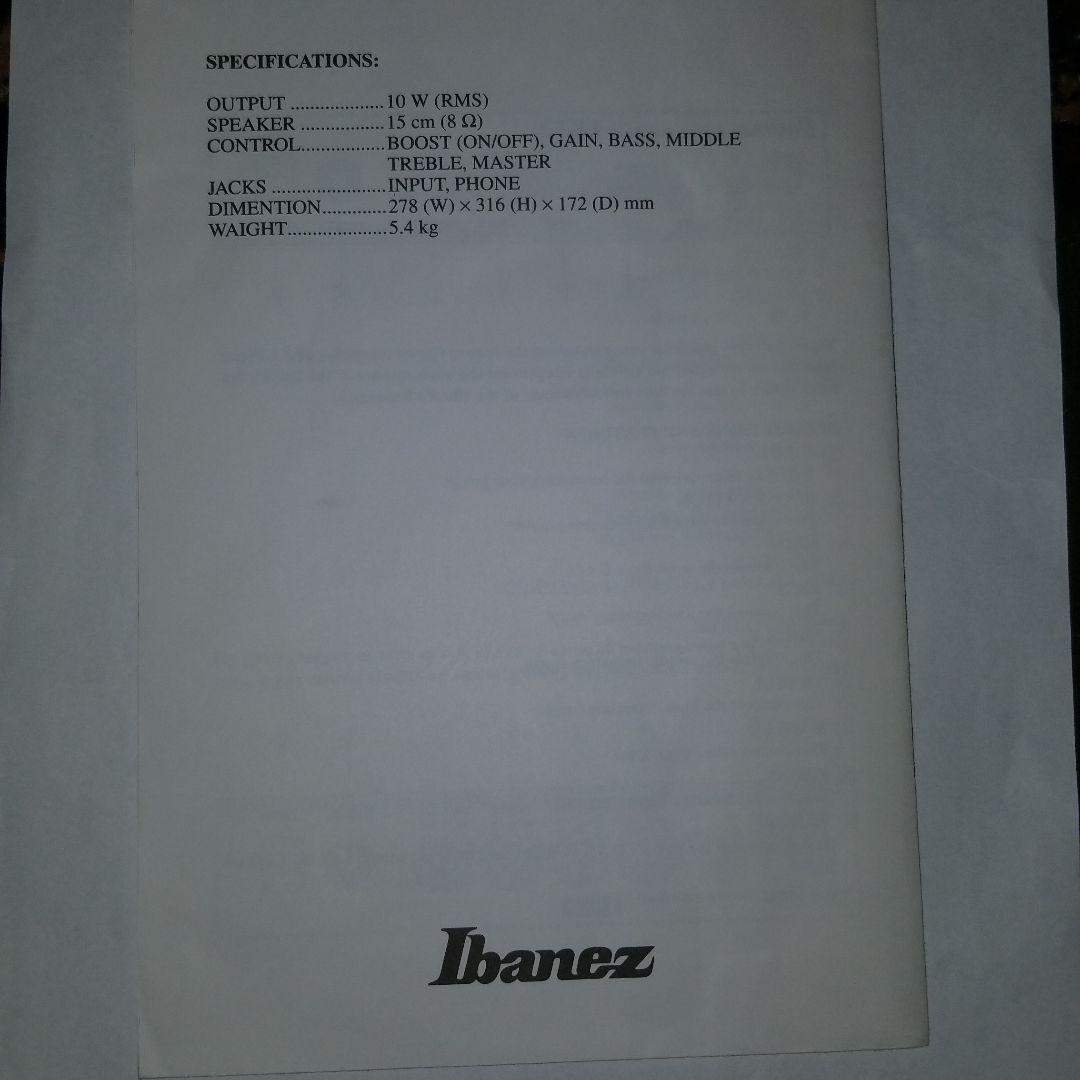 SPECIFICATIONS:
OUTPUT ................... 10 W (RMS)
SPEAKER ................. 15 cm (8 Ω)
CONTROL................. BOOST (ON/OFF), GAIN, BASS, MIDDLE
TREBLE, MASTER
JACKS ....................... INPUT, PHONE
DIMENTION............. 278 (W) × 316 (H) × 172 (D) mm
WAIGHT.................... 5.4 kg
Ibanez